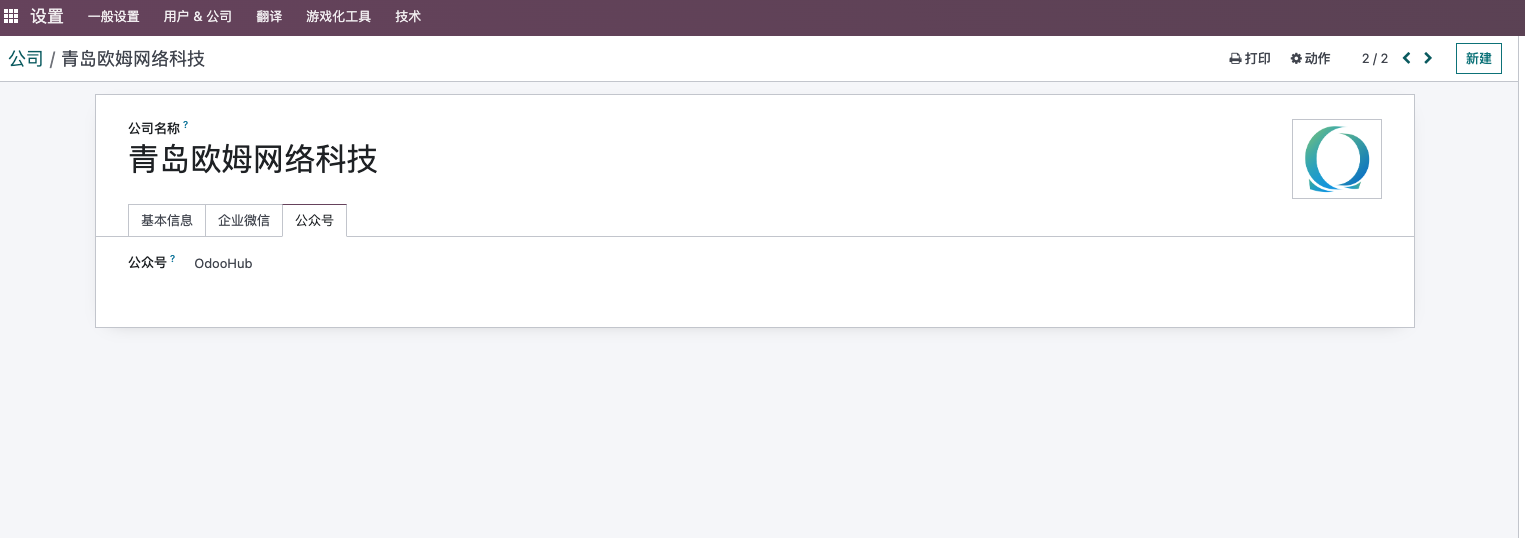 设置 一般设置 用户 & 公司 翻译 游戏化工具 技术
公司 / 青岛欧姆网络科技 打印 动作 2 / 2 新建
公司名称 ?
青岛欧姆网络科技
基本信息 企业微信 公众号
公众号 ? OdooHub